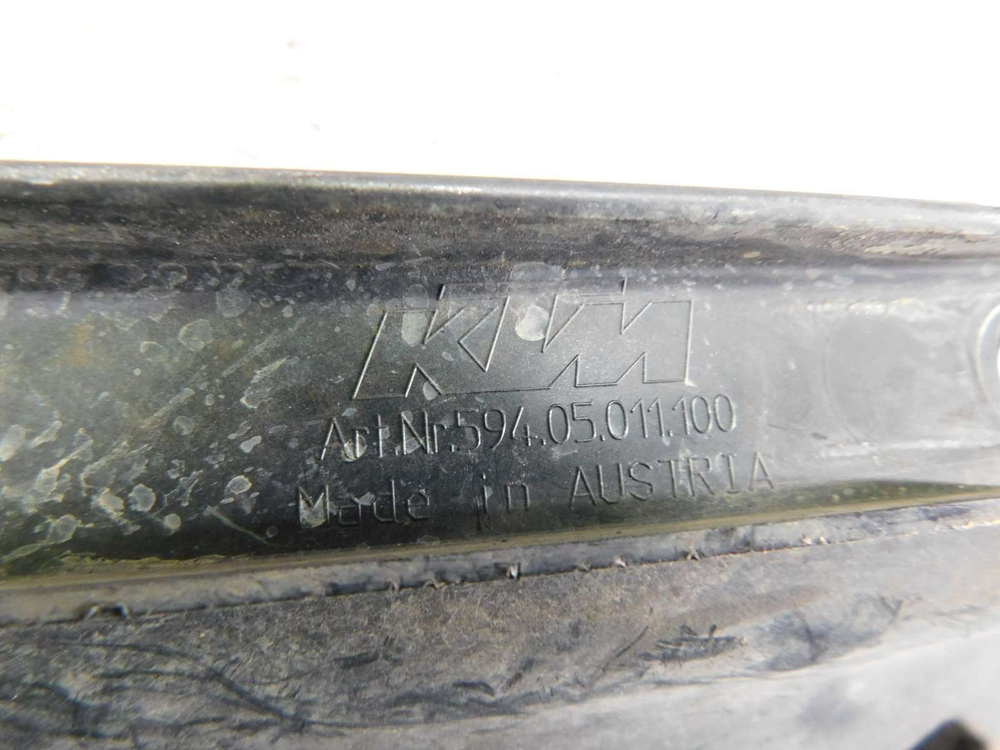 KTM
Art.Nr.594.05.011.100
Made in AUSTRIA